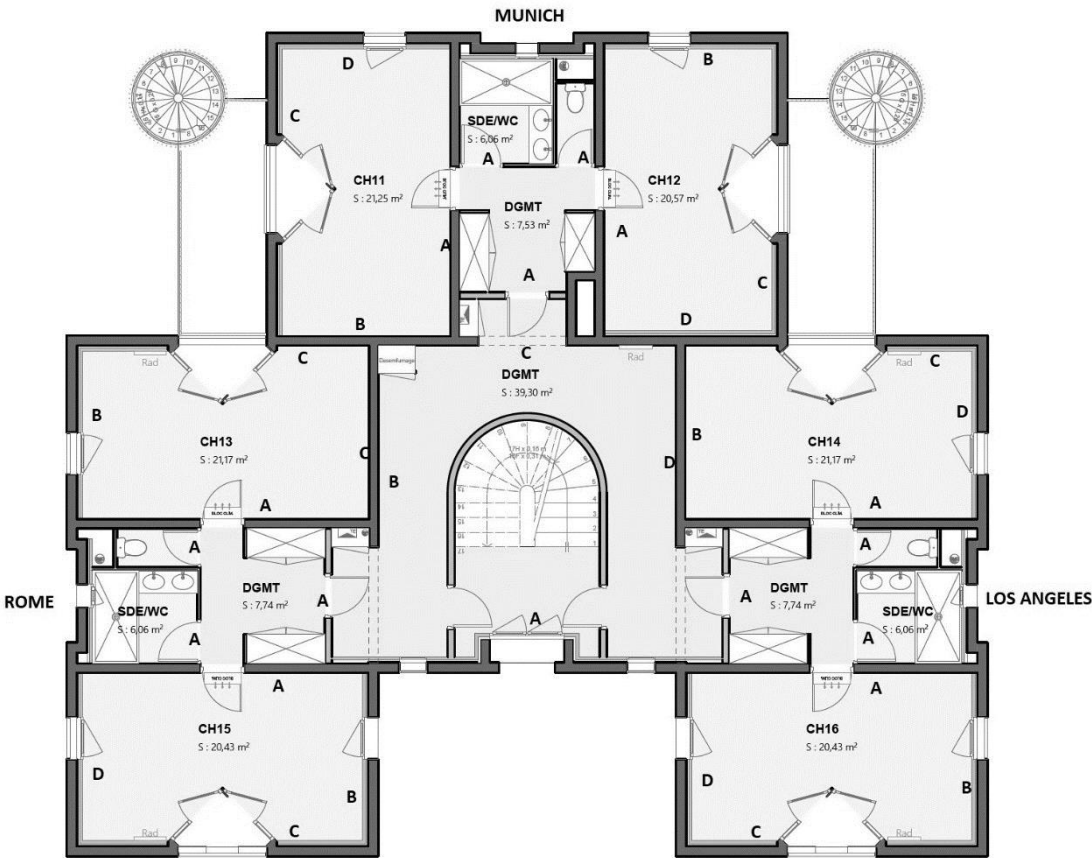 MUNICH
D
B
C
SDE/WC
S : 6,06 m²
A
A
CH11
S : 21,25 m²
CH12
S : 20,57 m²
DGMT
S : 7,53 m²
A
A
A
C
B
D
C
Rad
C
Rad
Rad
C
Desenfumage
DGMT
S : 39,30 m²
B
D
CH13
S : 21,17 m²
C
A
B
D
B
CH14
S : 21,17 m²
D
A
17
A
A
ROME
SDE/WC
S : 6,06 m²
DGMT
S : 7,74 m²
A
A
A
DGMT
S : 7,74 m²
A
SDE/WC
S : 6,06 m²
A
LOS ANGELES
A
CH15
S : 20,43 m²
D
B
C
Rad
A
CH16
S : 20,43 m²
D
B
C
Rad